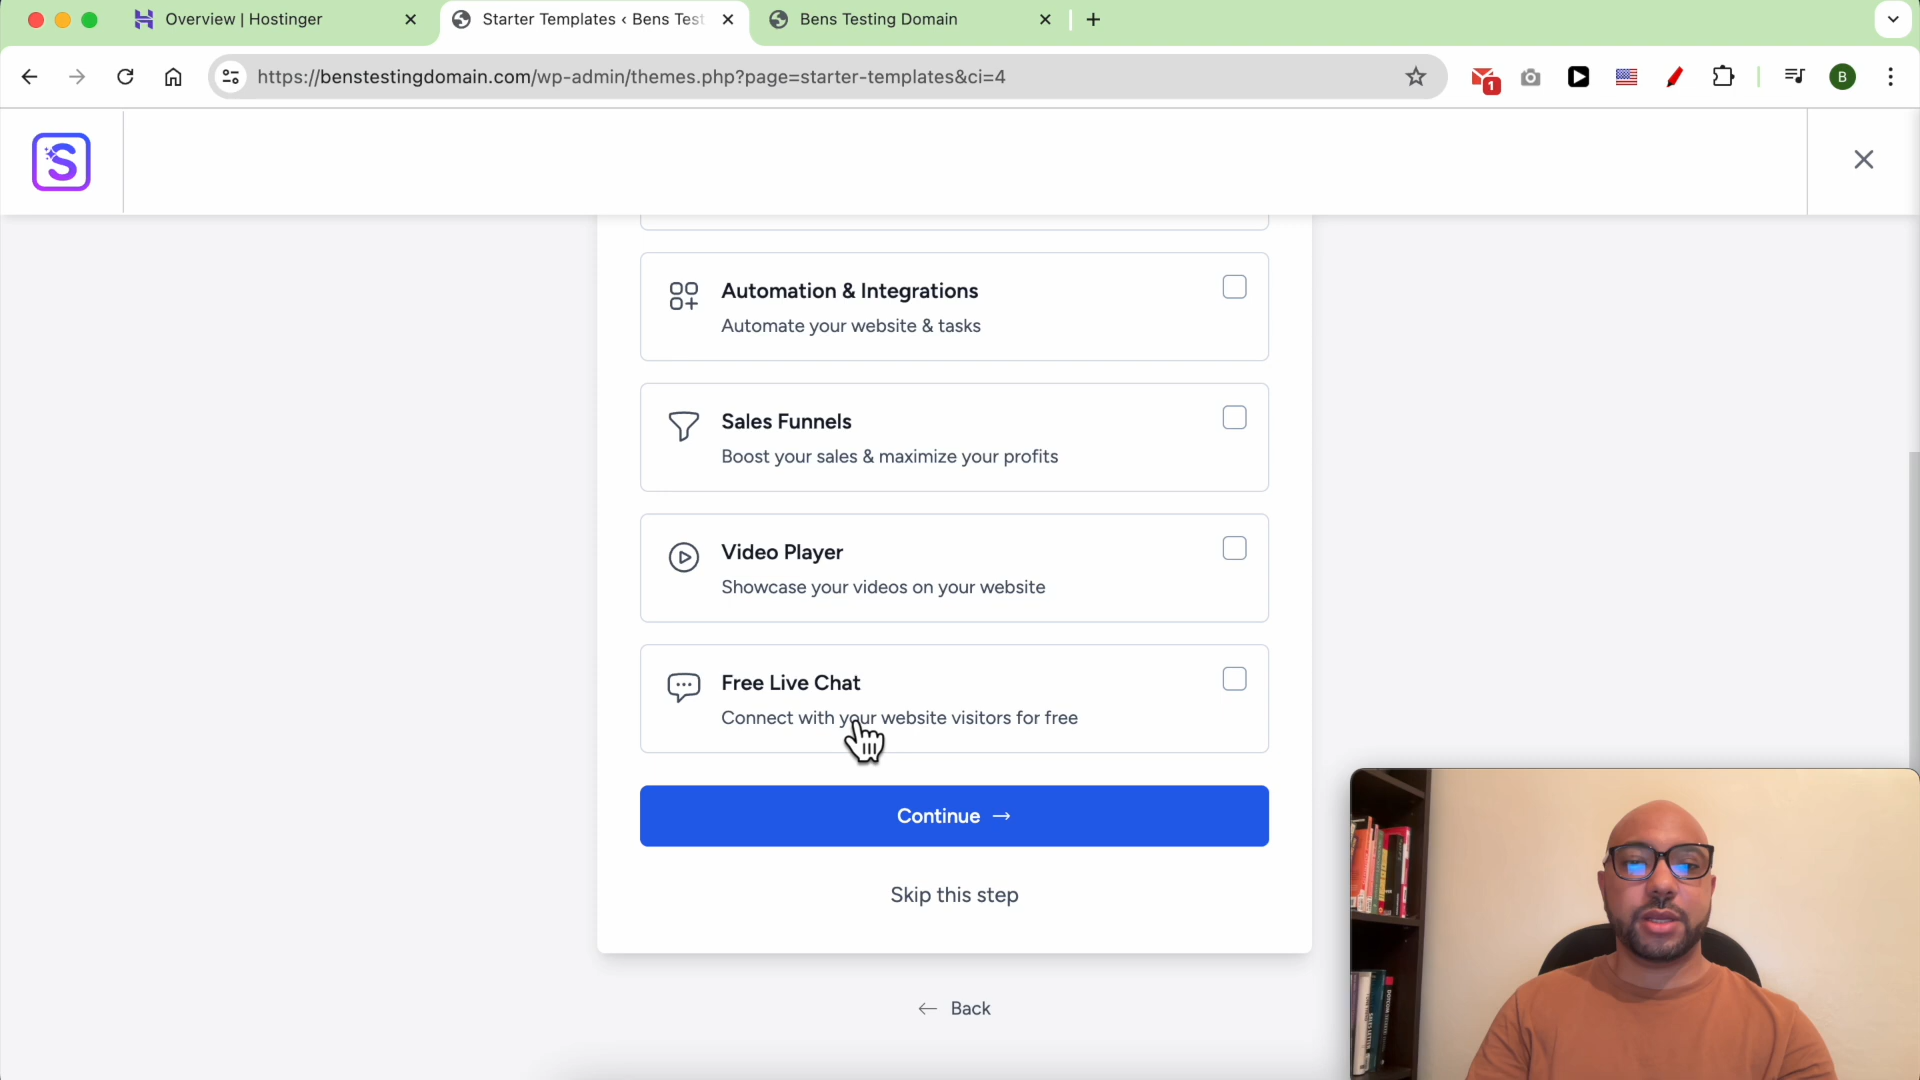 Overview | Hostinger
Starter Templates ‹ Bens Test
Bens Testing Domain
https://benstestingdomain.com/wp-admin/themes.php?page=starter-templates&ci=4
1
B
S
Automation & Integrations
Automate your website & tasks
Sales Funnels
Boost your sales & maximize your profits
Video Player
Showcase your videos on your website
Free Live Chat
Connect with your website visitors for free
Continue →
Skip this step
← Back